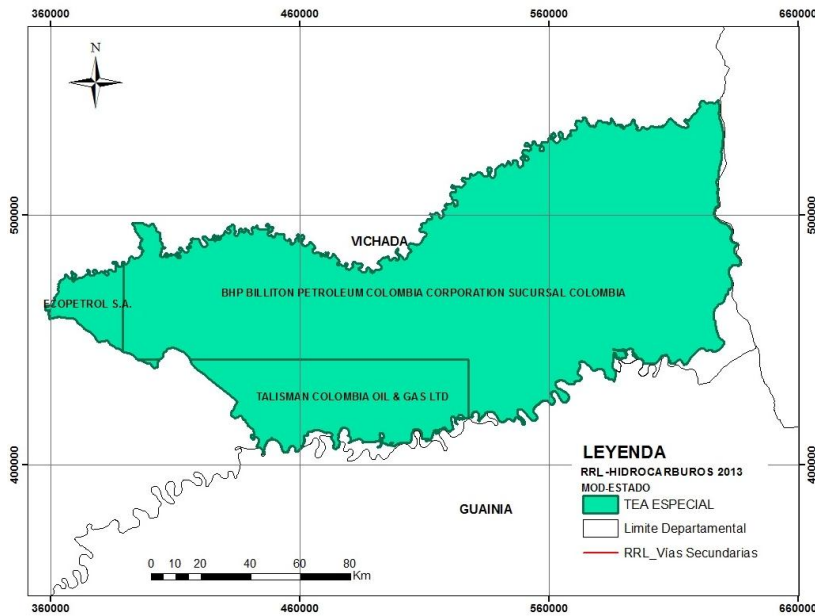 360000 460000 560000 660000
N
500000 500000
VICHADA
BHP BILLITON PETROLEUM COLOMBIA CORPORATION SUCURSAL COLOMBIA
EZOPETROL S.A.
TALISMAN COLOMBIA OIL & GAS LTD
400000 400000
LEYENDA
RRL-HIDROCARBUROS 2013
MOD-ESTADO
TEA ESPECIAL
Limite Departamental
RRL_Vías Secundarias
GUAINIA
0 10 20 40 60 80
Km
360000 460000 560000 660000